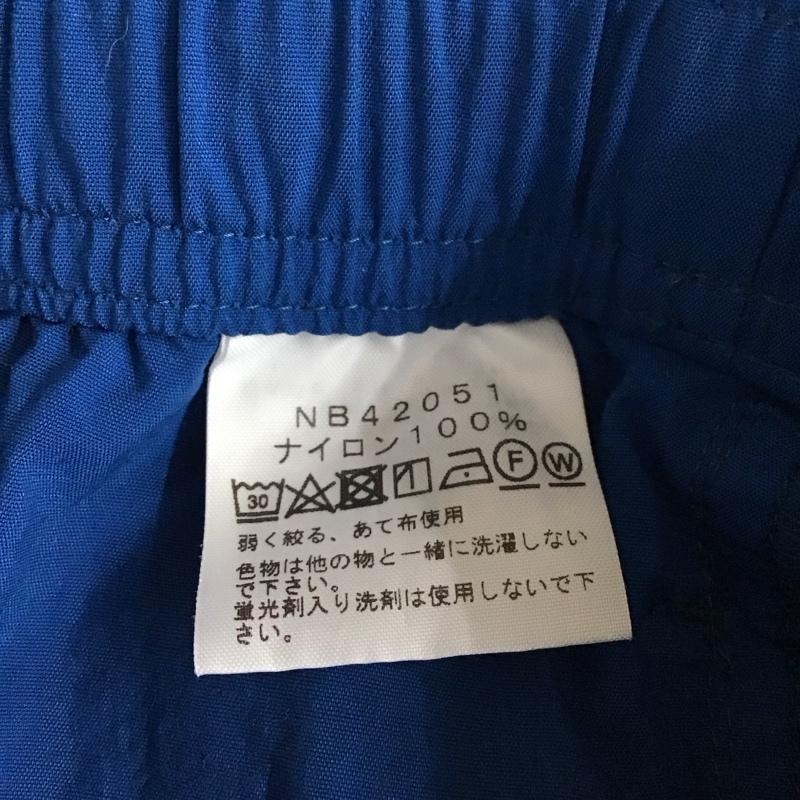 NB42051
ナイロン100%
30 F W
弱く絞る、あて布使用
色物は他の物と一緒に洗濯しない
で下さい。
蛍光剤入り洗剤は使用しないで下
さい。